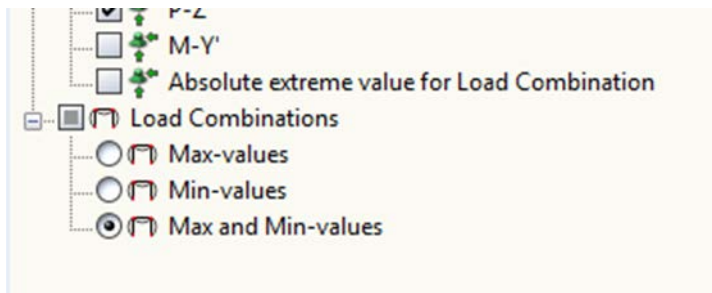 P-Z
M-Y'
Absolute extreme value for Load Combination
Load Combinations
Max-values
Min-values
Max and Min-values